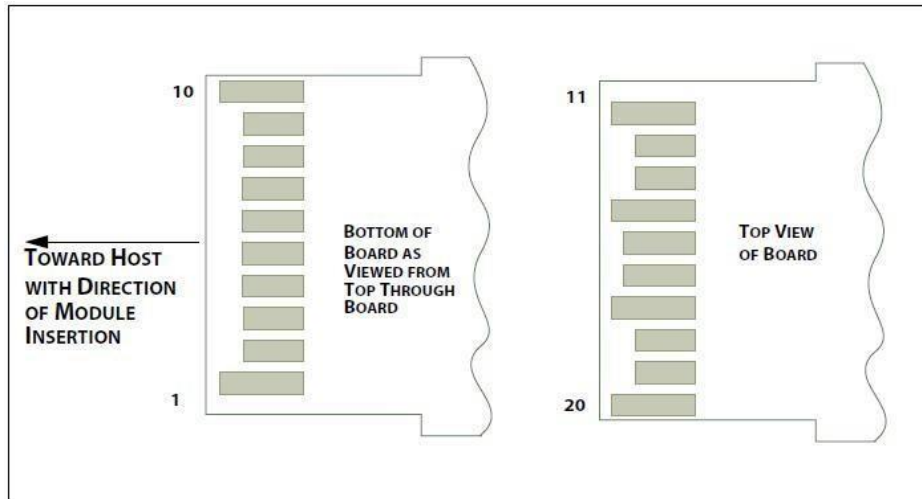 10
1
TOWARD HOST
WITH DIRECTION
OF MODULE
INSERTION
BOTTOM OF
BOARD AS
VIEWED FROM
TOP THROUGH
BOARD
11
20
TOP VIEW
OF BOARD